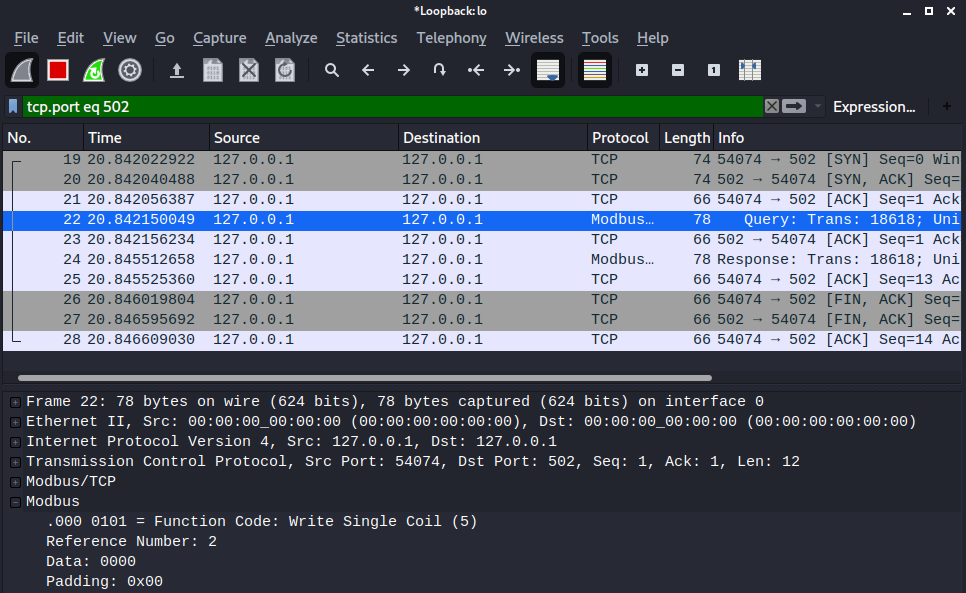 *Loopback: lo
File Edit View Go Capture Analyze Statistics Telephony Wireless Tools Help
tcp.port eq 502 Expression... +
No. Time Source Destination Protocol Length Info
19 20.842022922 127.0.0.1 127.0.0.1 TCP 74 54074 → 502 [SYN] Seq=0 Win
20 20.842040488 127.0.0.1 127.0.0.1 TCP 74 502 → 54074 [SYN, ACK] Seq=
21 20.842056387 127.0.0.1 127.0.0.1 TCP 66 54074 → 502 [ACK] Seq=1 Ack
22 20.842150049 127.0.0.1 127.0.0.1 Modbus… 78 Query: Trans: 18618; Uni
23 20.842156234 127.0.0.1 127.0.0.1 TCP 66 502 → 54074 [ACK] Seq=1 Ack
24 20.845512658 127.0.0.1 127.0.0.1 Modbus… 78 Response: Trans: 18618; Uni
25 20.845525360 127.0.0.1 127.0.0.1 TCP 66 54074 → 502 [ACK] Seq=13 Ac
26 20.846019804 127.0.0.1 127.0.0.1 TCP 66 54074 → 502 [FIN, ACK] Seq=
27 20.846595692 127.0.0.1 127.0.0.1 TCP 66 502 → 54074 [FIN, ACK] Seq=
28 20.846609030 127.0.0.1 127.0.0.1 TCP 66 54074 → 502 [ACK] Seq=14 Ac
Frame 22: 78 bytes on wire (624 bits), 78 bytes captured (624 bits) on interface 0
Ethernet II, Src: 00:00:00_00:00:00 (00:00:00:00:00:00), Dst: 00:00:00_00:00:00 (00:00:00:00:00:00)
Internet Protocol Version 4, Src: 127.0.0.1, Dst: 127.0.0.1
Transmission Control Protocol, Src Port: 54074, Dst Port: 502, Seq: 1, Ack: 1, Len: 12
Modbus/TCP
Modbus
.000 0101 = Function Code: Write Single Coil (5)
Reference Number: 2
Data: 0000
Padding: 0x00